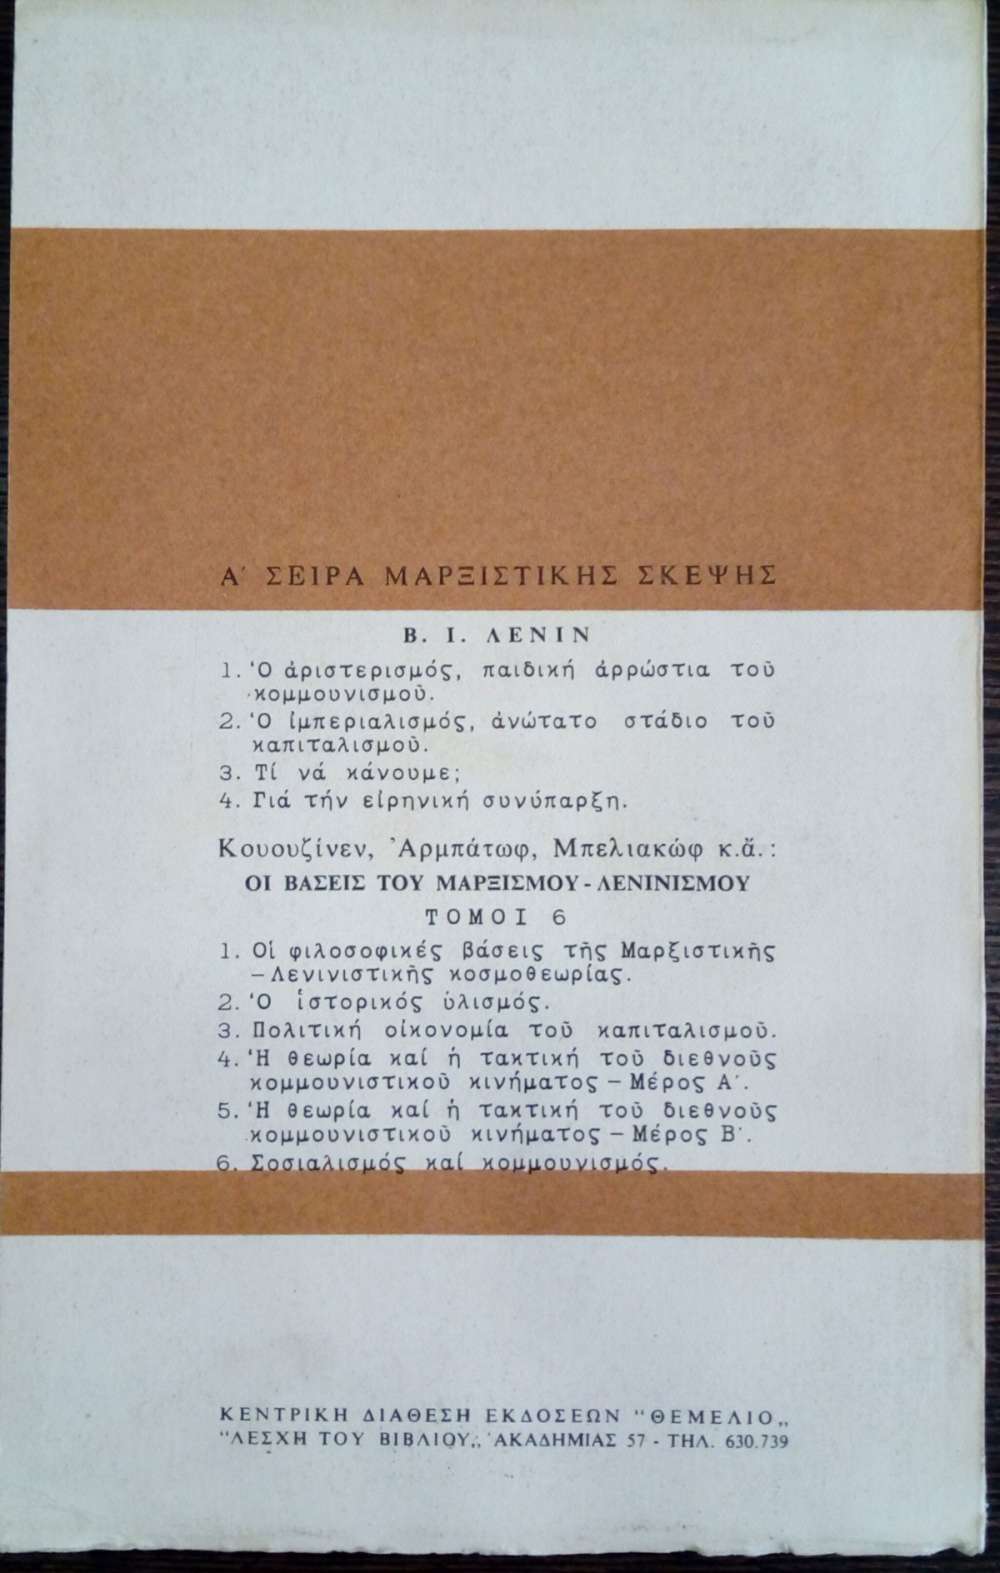 Α΄ ΣΕΙΡΑ ΜΑΡΞΙΣΤΙΚΗΣ ΣΚΕΨΗΣ
Β. Ι. ΛΕΝΙΝ
1. Ὁ ἀριστερισμός, παιδική ἀρρώστια τοῦ
κομμουνισμοῦ.
2. Ὁ ἰμπεριαλισμός, ἀνώτατο στάδιο τοῦ
καπιταλισμοῦ.
3. Τί νά κάνουμε;
4. Γιά τήν εἰρηνική συνύπαρξη.
Κουουζίνεν, Ἀρμπάτωφ, Μπελιακώφ κ.ἄ.:
ΟΙ ΒΑΣΕΙΣ ΤΟΥ ΜΑΡΞΙΣΜΟΥ - ΛΕΝΙΝΙΣΜΟΥ
ΤΟΜΟΙ 6
1. Οἱ φιλοσοφικές βάσεις τῆς Μαρξιστικῆς
– Λενινιστικῆς κοσμοθεωρίας.
2. Ὁ ἱστορικός ὑλισμός.
3. Πολιτική οἰκονομία τοῦ καπιταλισμοῦ.
4. Ἡ θεωρία καί ἡ τακτική τοῦ διεθνοῦς
κομμουνιστικοῦ κινήματος – Μέρος Α΄.
5. Ἡ θεωρία καί ἡ τακτική τοῦ διεθνοῦς
κομμουνιστικοῦ κινήματος – Μέρος Β΄.
6. Σοσιαλισμός καί κομμουνισμός.
ΚΕΝΤΡΙΚΗ ΔΙΑΘΕΣΗ ΕΚΔΟΣΕΩΝ "ΘΕΜΕΛΙΟ„
"ΛΕΣΧΗ ΤΟΥ ΒΙΒΛΙΟΥ„ ΑΚΑΔΗΜΙΑΣ 57 - ΤΗΛ. 630.739